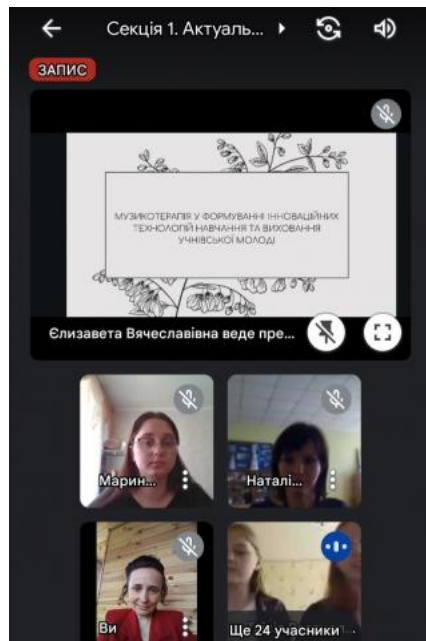 Секція 1. Актуаль...
ЗАПИС
МУЗИКОТЕРАПІЯ У ФОРМУВАННІ ІННОВАЦІЙНИХ
ТЕХНОЛОГІЙ НАВЧАННЯ ТА ВИХОВАННЯ
УЧНІВСЬКОЇ МОЛОДІ
Єлизавета Вячеславівна веде пре...
Марин...
Наталі...
Ви
Ще 24 учасники